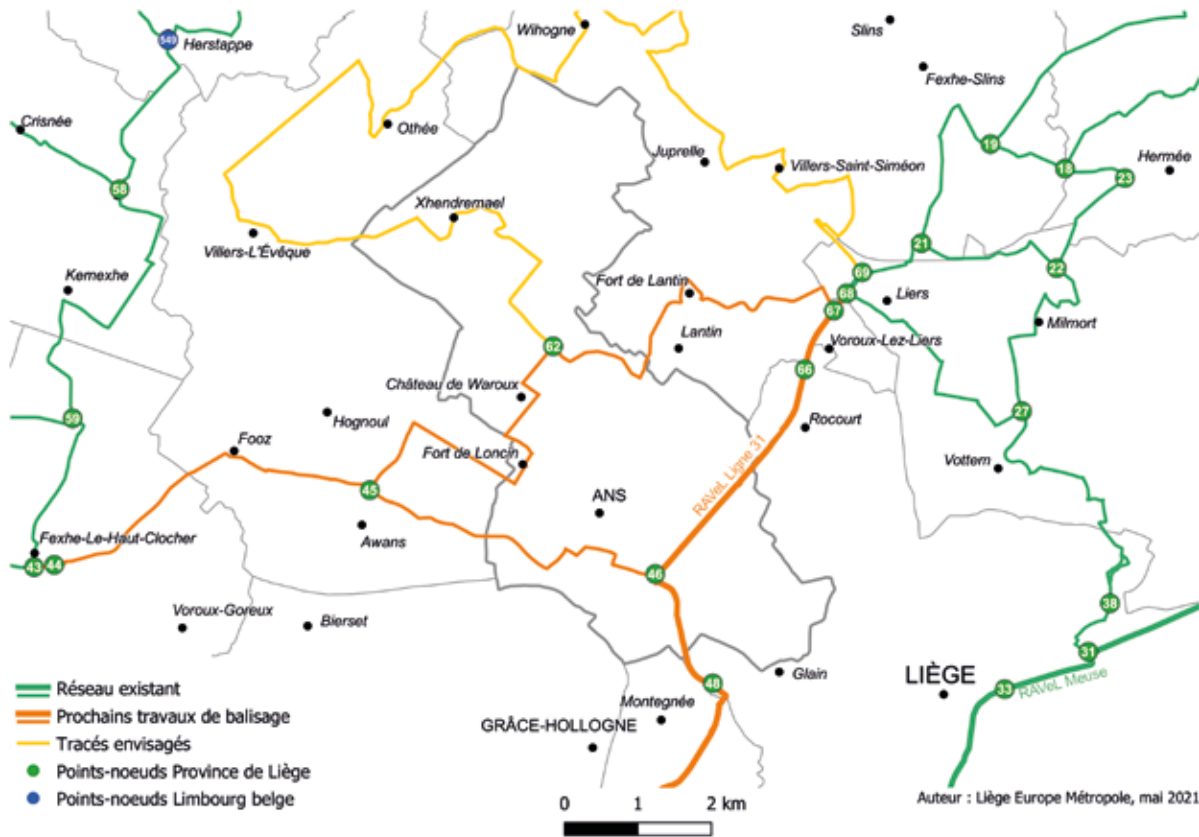 Wihogne
Slins
549
Herstappe
Fexhe-Slins
Crisnée
Othée
19
Juprelle
Villers-Saint-Siméon
18
Hermée
23
58
Xhendremael
Villers-L'Évêque
21
Kemexhe
22
69
Fort de Lantin
68
Liers
67
Milmort
62
Lantin
Voroux-Lez-Liers
66
Château de Waroux
59
Hognoul
27
Rocourt
Fooz
Fort de Loncin
Vottem
45
RAVeL Ligne 31
ANS
Awans
Fexhe-Le-Haut-Clocher
43
44
46
38
Voroux-Goreux
Bierset
31
Glain
LIÈGE
33
RAVeL Meuse
48
Montegnée
GRÂCE-HOLLOGNE
Réseau existant
Prochains travaux de balisage
Tracés envisagés
Points-noeuds Province de Liège
Points-noeuds Limbourg belge
0 1 2 km
Auteur : Liège Europe Métropole, mai 2021